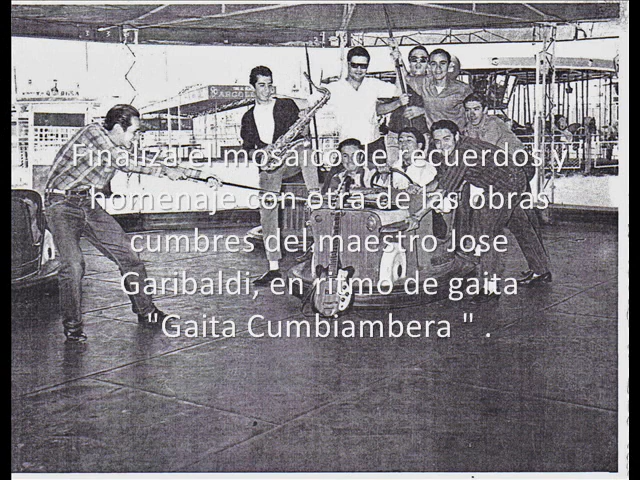 Finaliza el mosaico de recuerdos y
homenaje con otra de las obras
cumbres del maestro Jose
Garibaldi, en ritmo de gaita
"Gaita Cumbiambera " .